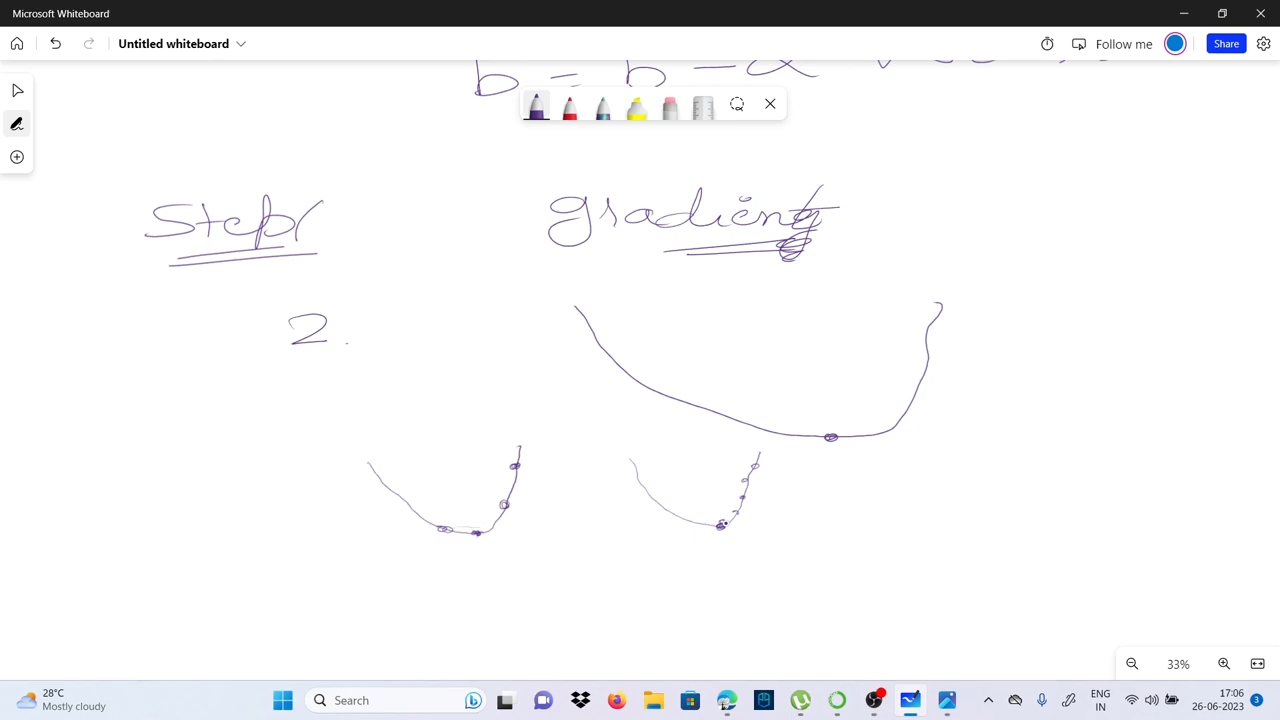 Microsoft Whiteboard
Untitled whiteboard
Follow me
Share
b = b - α
Step
gradient
2.
33%
28°C
Mostly cloudy
Search
ENG
IN
17:06
26-06-2023
3